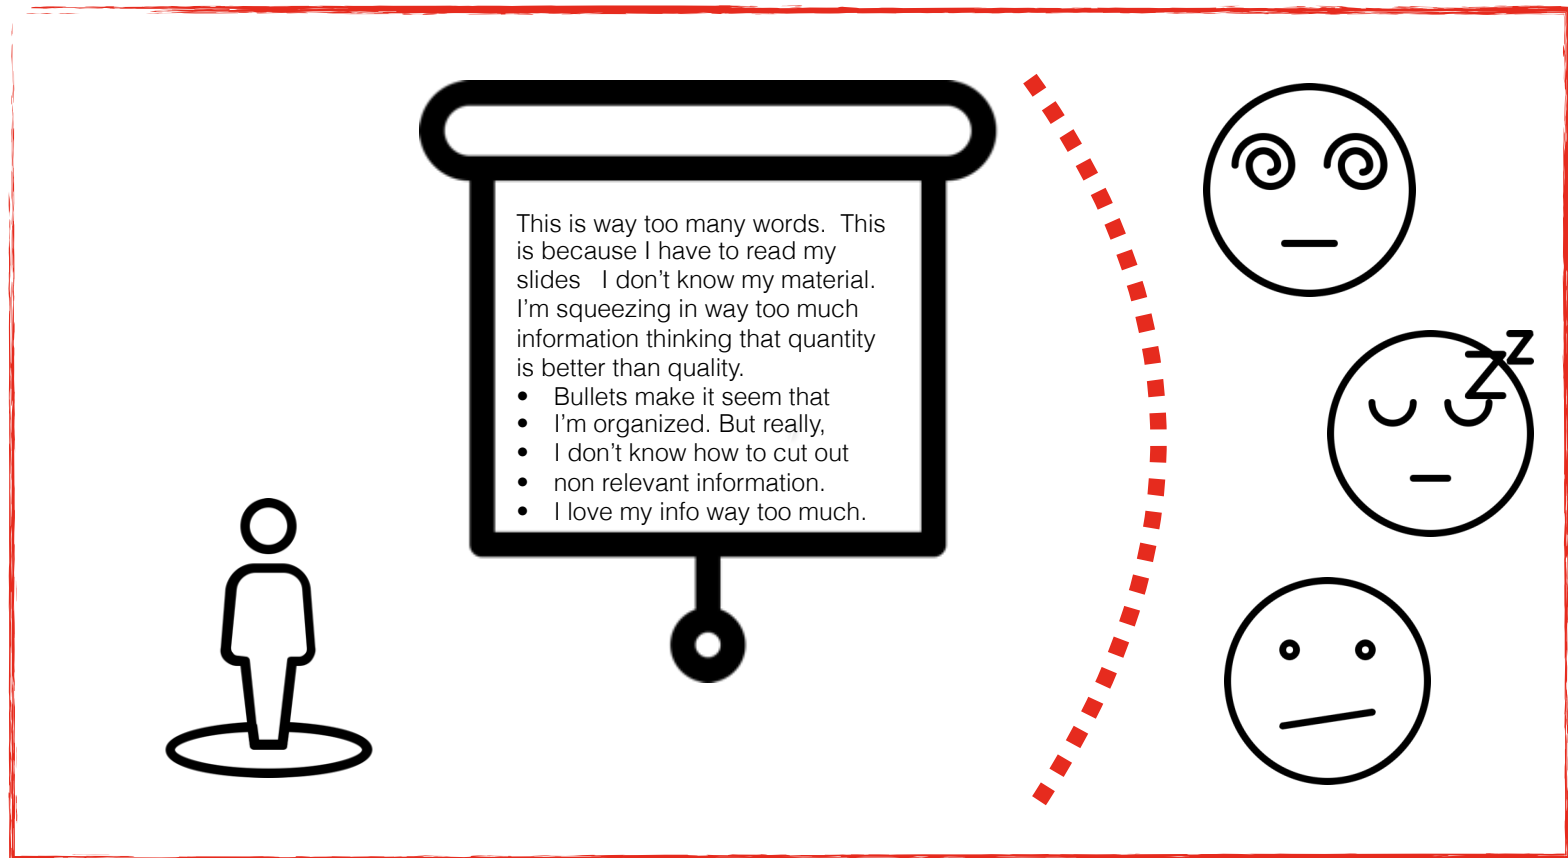 This is way too many words.  This
is because I have to read my
slides   I don't know my material.
I'm squeezing in way too much
information thinking that quantity
is better than quality.
• Bullets make it seem that
• I'm organized. But really,
• I don't know how to cut out
• non relevant information.
• I love my info way too much.
zz